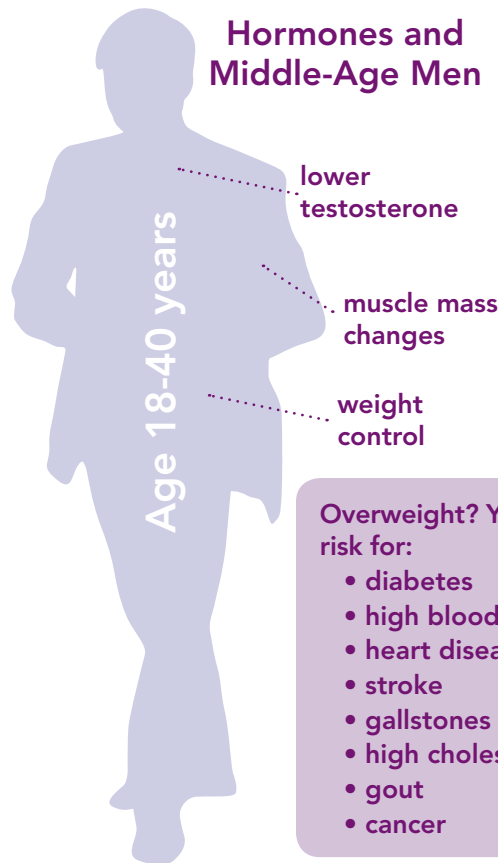 Hormones and
Middle-Age Men
lower
testosterone
muscle mass
changes
weight
control
Age 18-40 years
Overweight? Y
risk for:
• diabetes
• high blood
• heart disea
• stroke
• gallstones
• high choles
• gout
• cancer